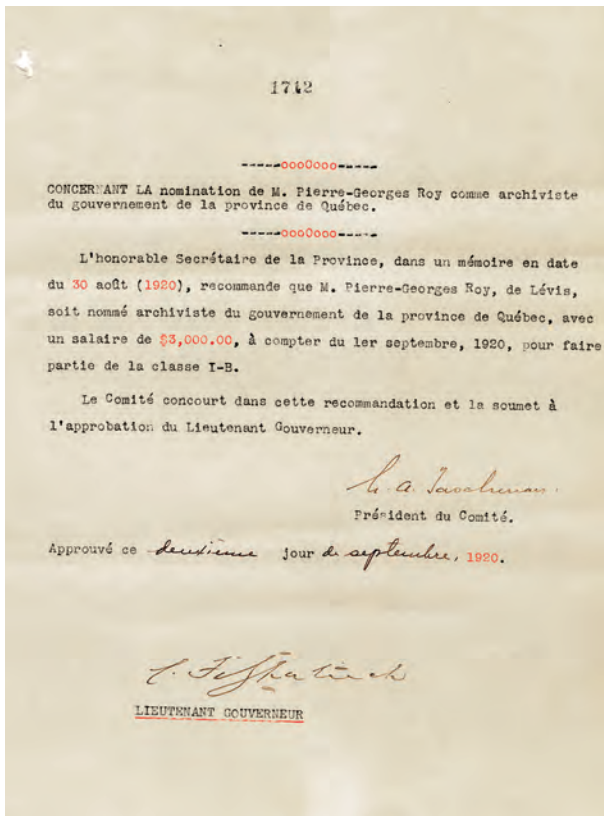 1742
-----oooOooo-----
CONCERNANT LA nomination de M. Pierre-Georges Roy comme archiviste
du gouvernement de la province de Québec.
-----oooOooo-----
L'honorable Secrétaire de la Province, dans un mémoire en date
du 30 août (1920), recommande que M. Pierre-Georges Roy, de Lévis,
soit nommé archiviste du gouvernement de la province de Québec, avec
un salaire de $3,000.00, à compter du 1er septembre, 1920, pour faire
partie de la classe I-B.
Le Comité concourt dans cette recommandation et la soumet à
l'approbation du Lieutenant Gouverneur.
L. A. Taschereau.
Président du Comité.
Approuvé ce deuxième jour de septembre, 1920.
C. Fitzpatrick
LIEUTENANT GOUVERNEUR